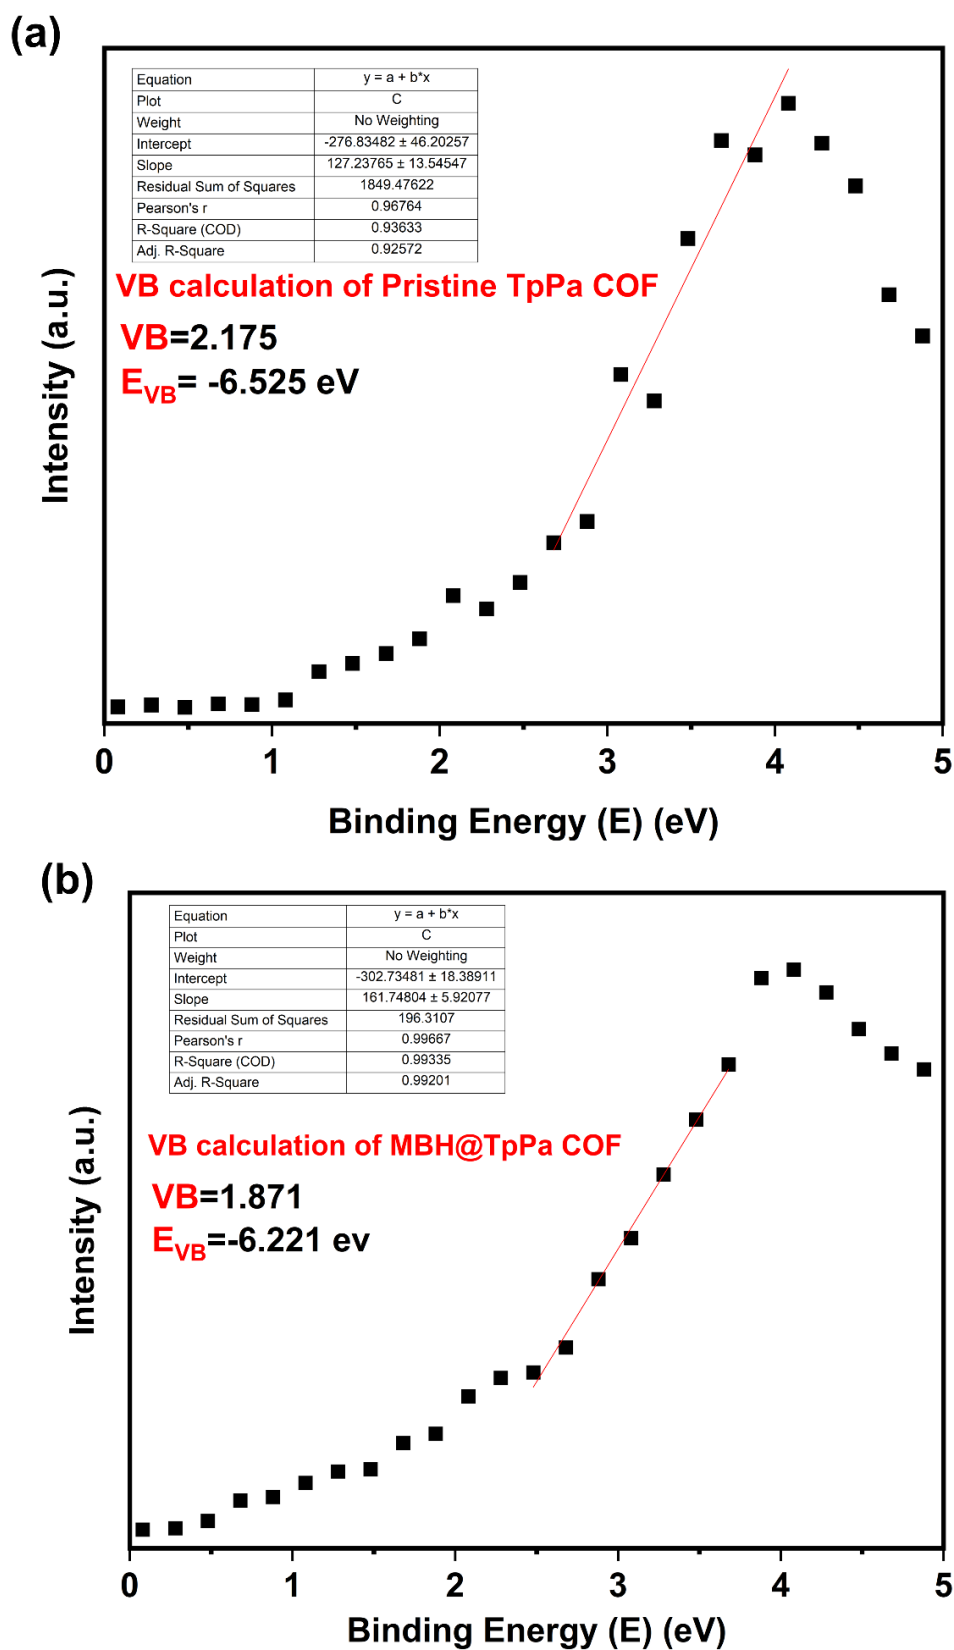 (a)
Equation y = a + b*x
Plot C
Weight No Weighting
Intercept -276.83482 ± 46.20257
Slope 127.23765 ± 13.54547
Residual Sum of Squares 1849.47622
Pearson's r 0.96764
R-Square (COD) 0.93633
Adj. R-Square 0.92572
VB calculation of Pristine TpPa COF
VB=2.175
EVB= -6.525 eV
Intensity (a.u.)
0 1 2 3 4 5
Binding Energy (E) (eV)
(b)
Equation y = a + b*x
Plot C
Weight No Weighting
Intercept -302.73481 ± 18.38911
Slope 161.74804 ± 5.92077
Residual Sum of Squares 196.3107
Pearson's r 0.99667
R-Square (COD) 0.99335
Adj. R-Square 0.99201
VB calculation of MBH@TpPa COF
VB=1.871
EVB=-6.221 ev
Intensity (a.u.)
0 1 2 3 4 5
Binding Energy (E) (eV)